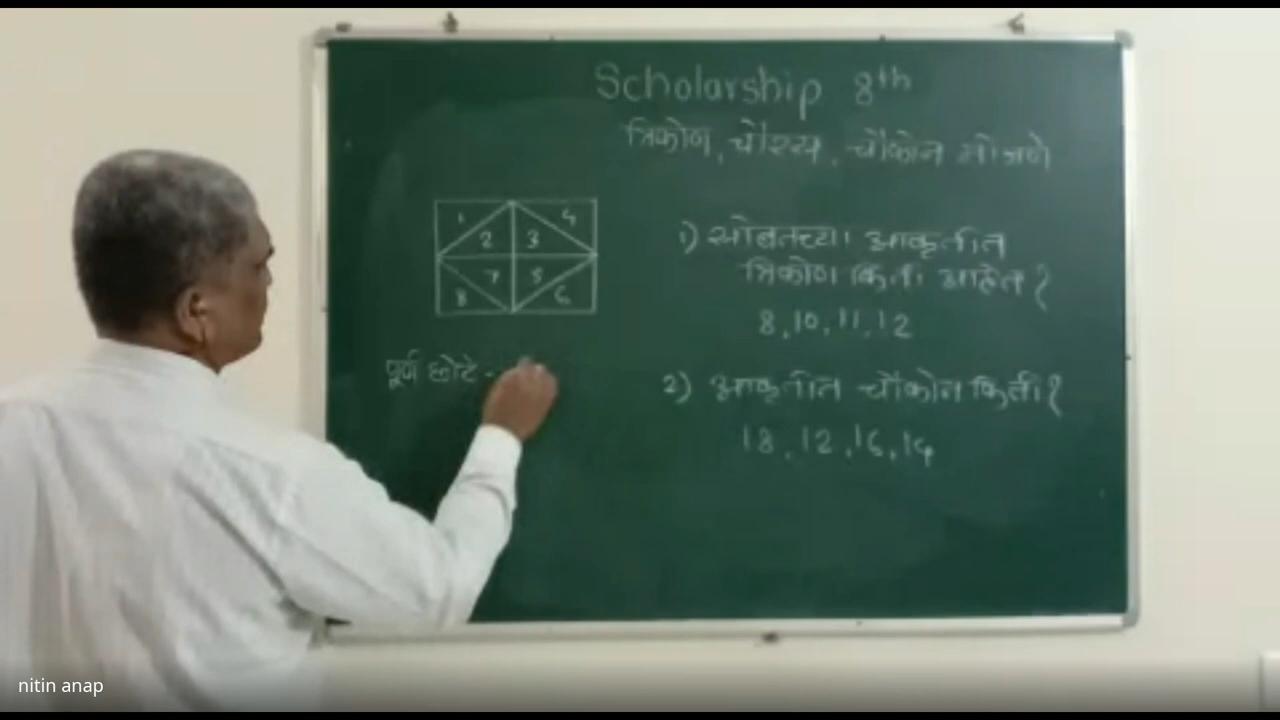 Scholarship 8th
त्रिकोण, चौरस, चौकोन मोजणे
1 2 3 4
8 7 5 6
1) सोबतच्या आकृतीत
त्रिकोण किती आहेत?
8, 10, 11, 12
पूर्ण छोटे -
2) आकृतीत चौकोन किती?
18, 12, 16, 14
nitin anap